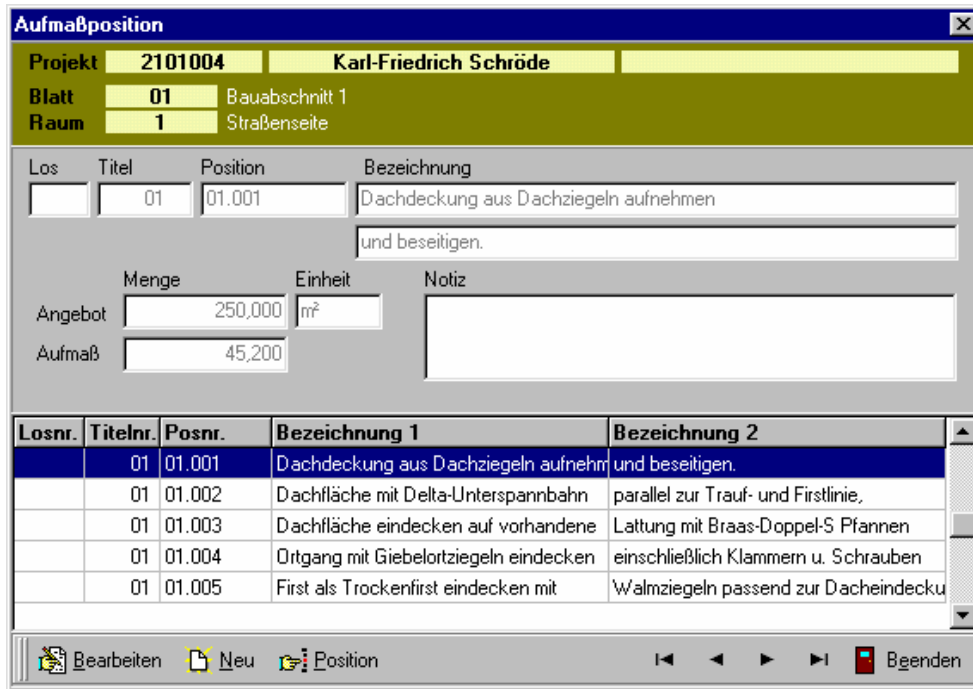 Aufmaßposition
Projekt 2101004 Karl-Friedrich Schröde
Blatt 01 Bauabschnitt 1
Raum 1 Straßenseite
Los Titel Position Bezeichnung
01 01.001 Dachdeckung aus Dachziegeln aufnehmen
und beseitigen.
Menge Einheit Notiz
Angebot 250,000 m²
Aufmaß 45,200
Losnr. Titelnr. Posnr. Bezeichnung 1 Bezeichnung 2
01 01.001 Dachdeckung aus Dachziegeln aufnehm und beseitigen.
01 01.002 Dachfläche mit Delta-Unterspannbahn parallel zur Trauf- und Firstlinie,
01 01.003 Dachfläche eindecken auf vorhandene Lattung mit Braas-Doppel-S Pfannen
01 01.004 Ortgang mit Giebelortziegeln eindecken einschließlich Klammern u. Schrauben
01 01.005 First als Trockenfirst eindecken mit Walmziegeln passend zur Dacheindecku
Bearbeiten Neu Position Beenden